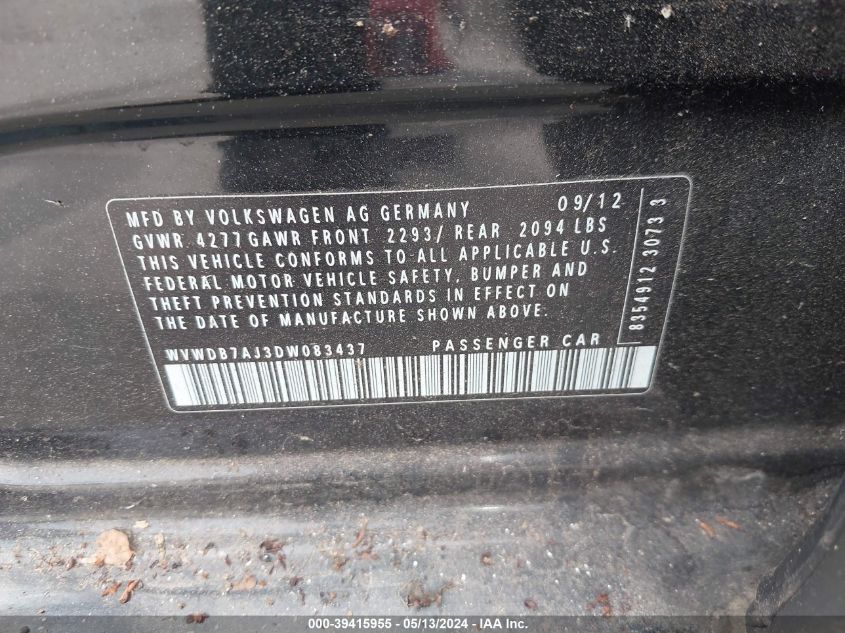 MFD BY VOLKSWAGEN AG GERMANY 09/12
GVWR 4277 GAWR FRONT 2293/ REAR 2094 LBS
THIS VEHICLE CONFORMS TO ALL APPLICABLE U.S.
FEDERAL MOTOR VEHICLE SAFETY, BUMPER AND
THEFT PREVENTION STANDARDS IN EFFECT ON
THE DATE OF MANUFACTURE SHOWN ABOVE.
WVWDB7AJ3DW083437 PASSENGER CAR
8354912 3073 3
000-39415955 - 05/13/2024 - IAA Inc.